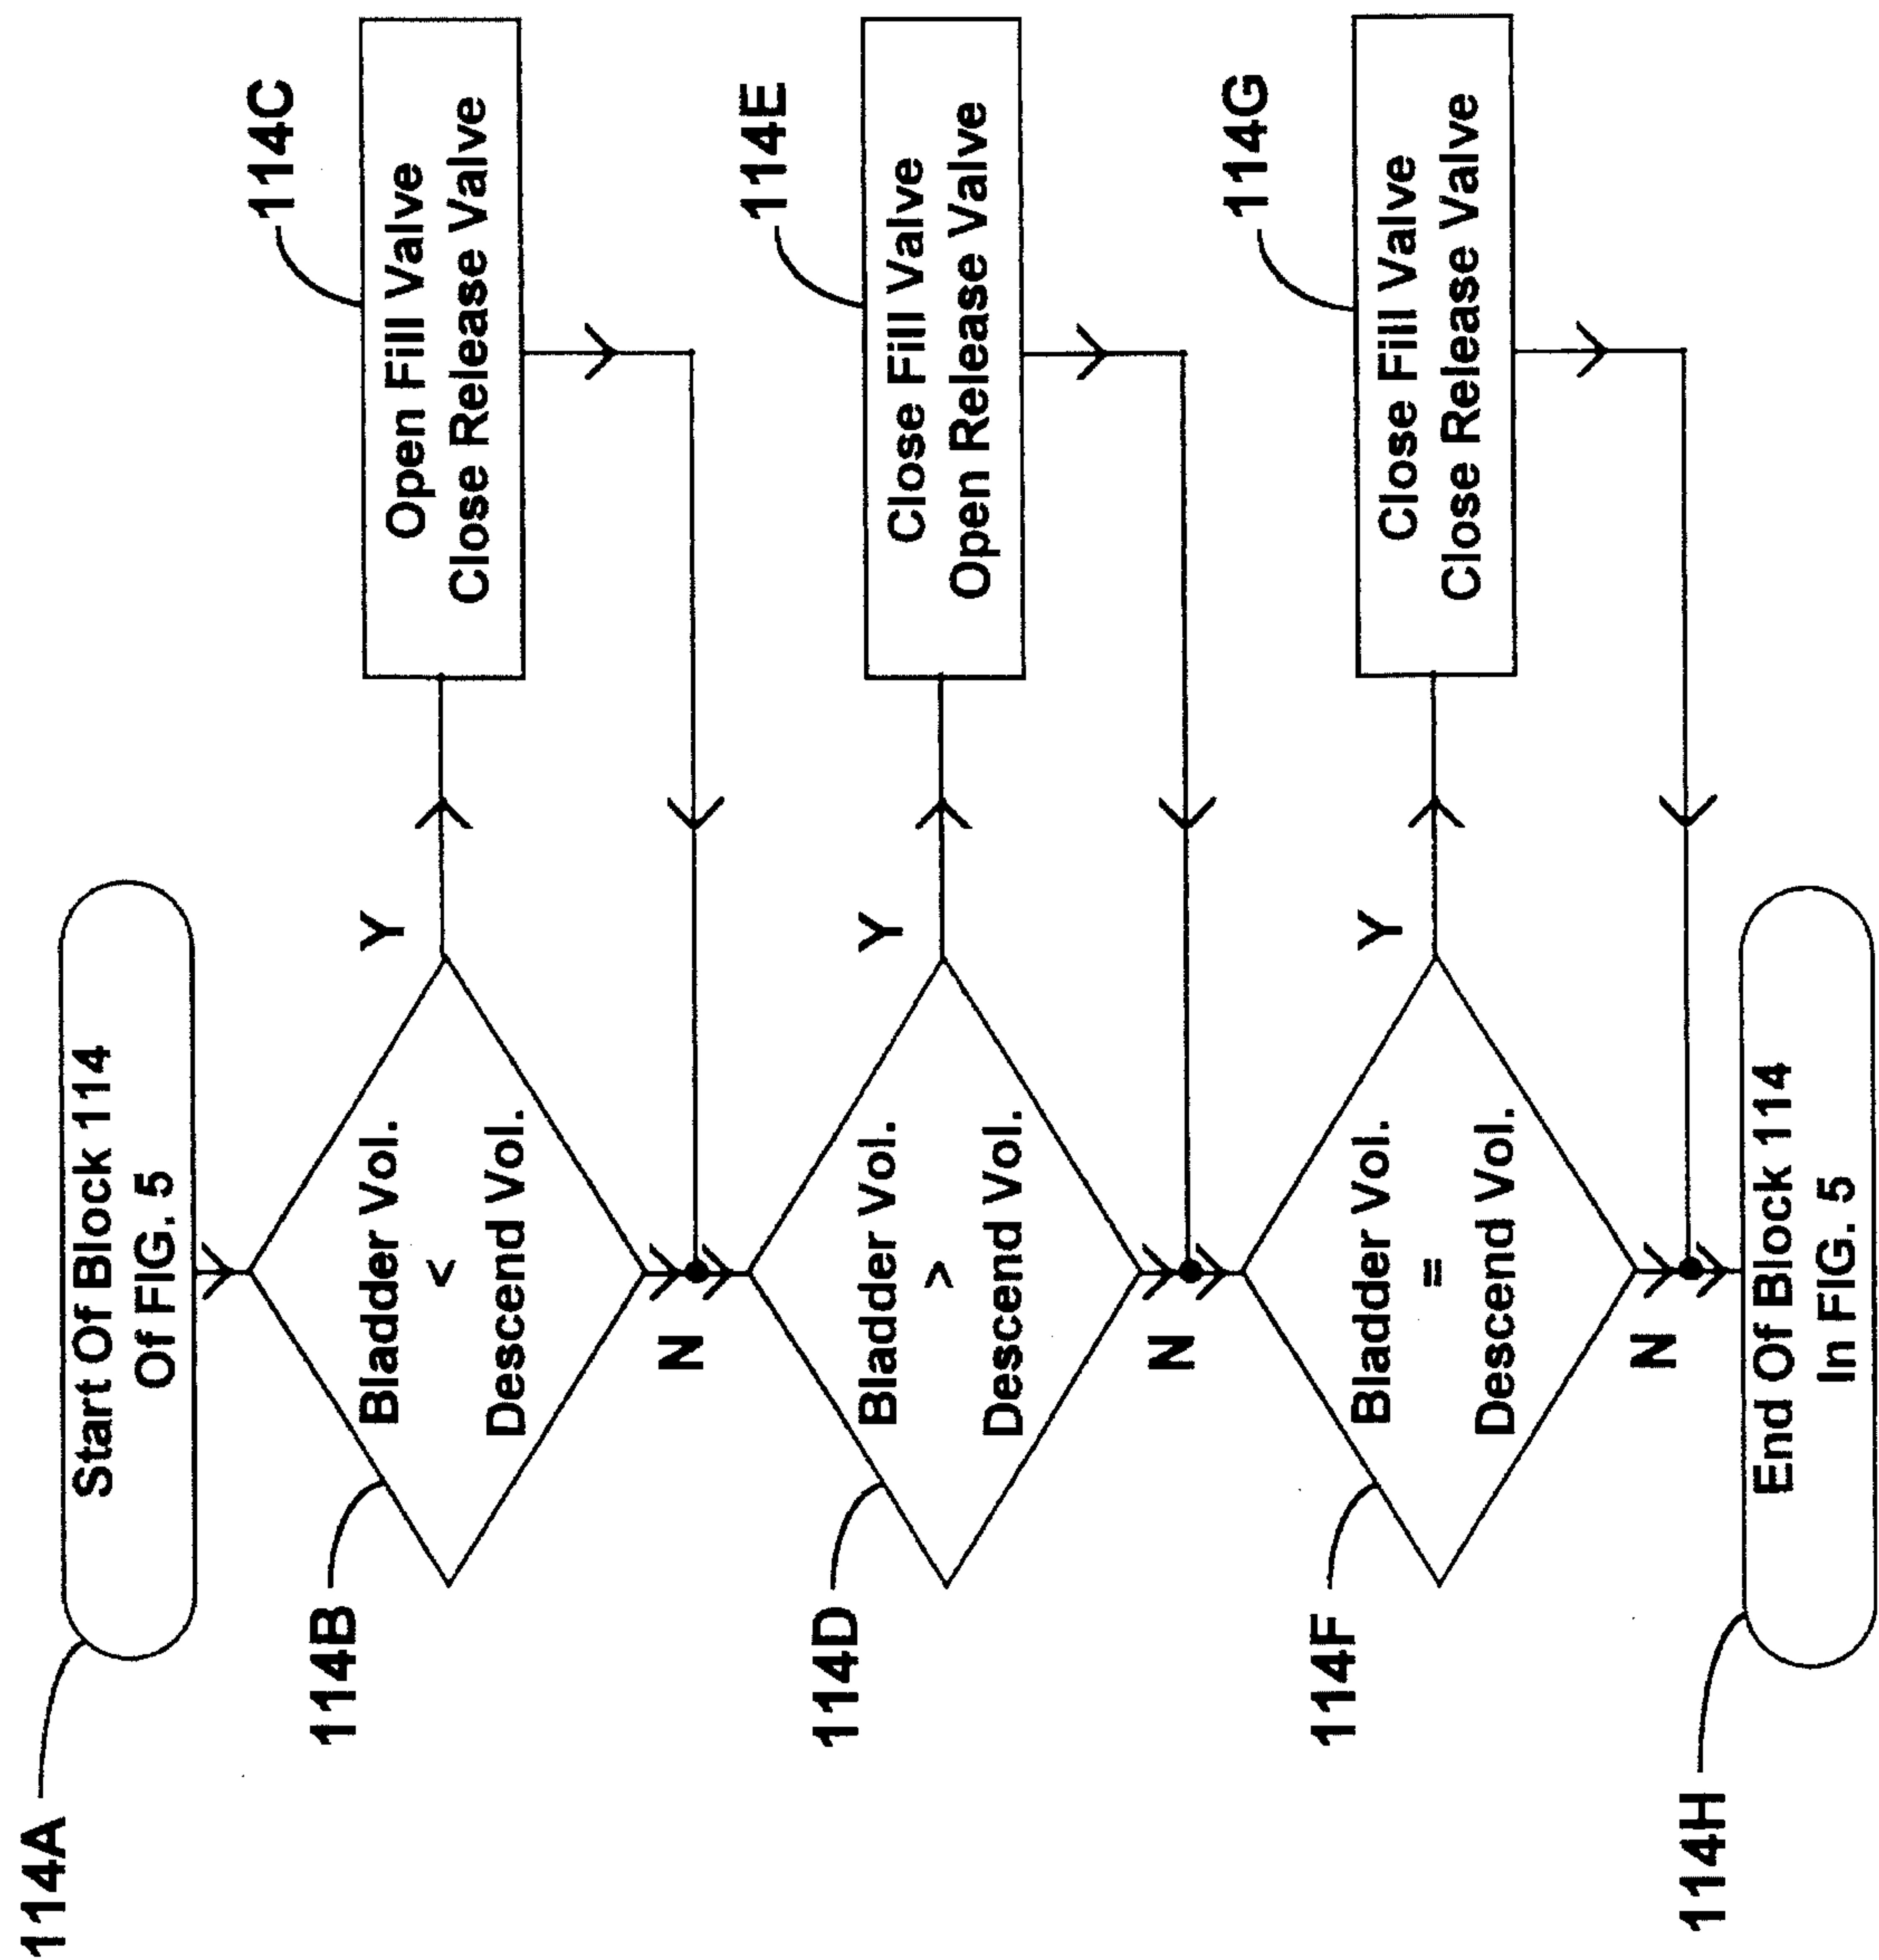 114A
Start Of Block 114
Of FIG. 5
114B
Bladder Vol.
<
Descend Vol.
Y
N
114C
Open Fill Valve
Close Release Valve
114D
Bladder Vol.
>
Descend Vol.
Y
N
114E
Close Fill Valve
Open Release Valve
114F
Bladder Vol.
=
Descend Vol.
Y
N
114G
Close Fill Valve
Close Release Valve
114H
End Of Block 114
In FIG. 5